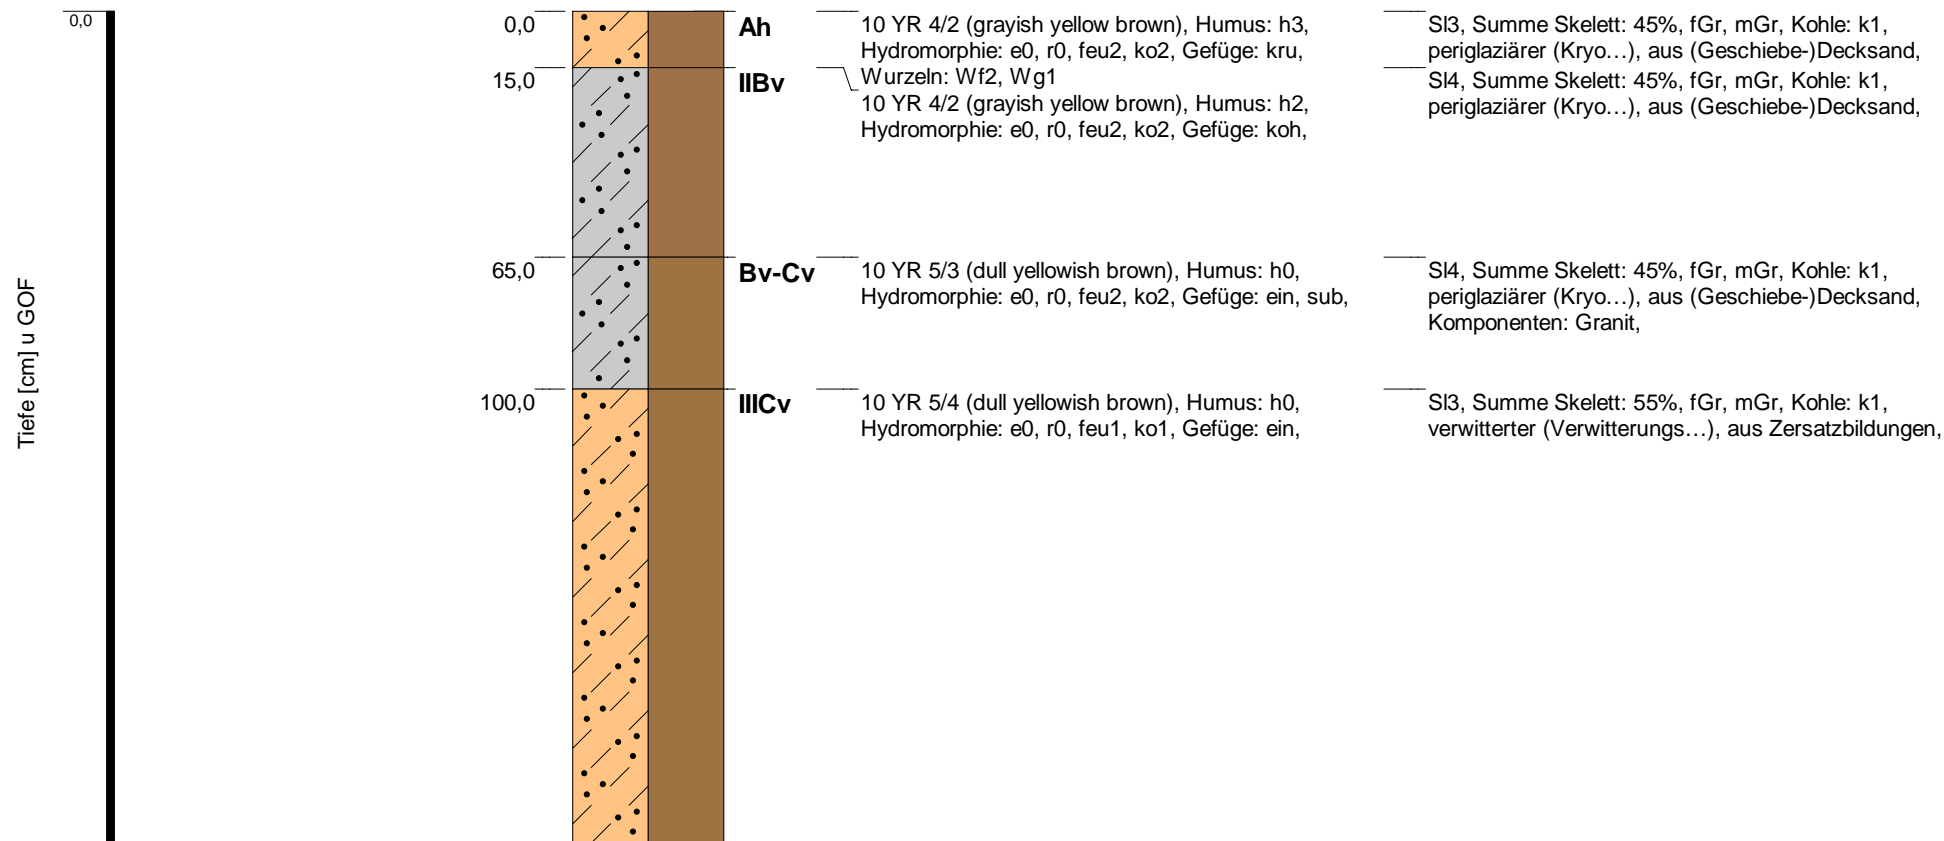 Tiefe [cm] u GOF
0,0
0,0
Ah
10 YR 4/2 (grayish yellow brown), Humus: h3,
Hydromorphie: e0, r0, feu2, ko2, Gefüge: kru,
Wurzeln: Wf2, Wg1
Sl3, Summe Skelett: 45%, fGr, mGr, Kohle: k1,
periglaziärer (Kryo…), aus (Geschiebe-)Decksand,
15,0
IIBv
10 YR 4/2 (grayish yellow brown), Humus: h2,
Hydromorphie: e0, r0, feu2, ko2, Gefüge: koh,
Sl4, Summe Skelett: 45%, fGr, mGr, Kohle: k1,
periglaziärer (Kryo…), aus (Geschiebe-)Decksand,
65,0
Bv-Cv
10 YR 5/3 (dull yellowish brown), Humus: h0,
Hydromorphie: e0, r0, feu2, ko2, Gefüge: ein, sub,
Sl4, Summe Skelett: 45%, fGr, mGr, Kohle: k1,
periglaziärer (Kryo…), aus (Geschiebe-)Decksand,
Komponenten: Granit,
100,0
IIICv
10 YR 5/4 (dull yellowish brown), Humus: h0,
Hydromorphie: e0, r0, feu1, ko1, Gefüge: ein,
Sl3, Summe Skelett: 55%, fGr, mGr, Kohle: k1,
verwitterter (Verwitterungs…), aus Zersatzbildungen,